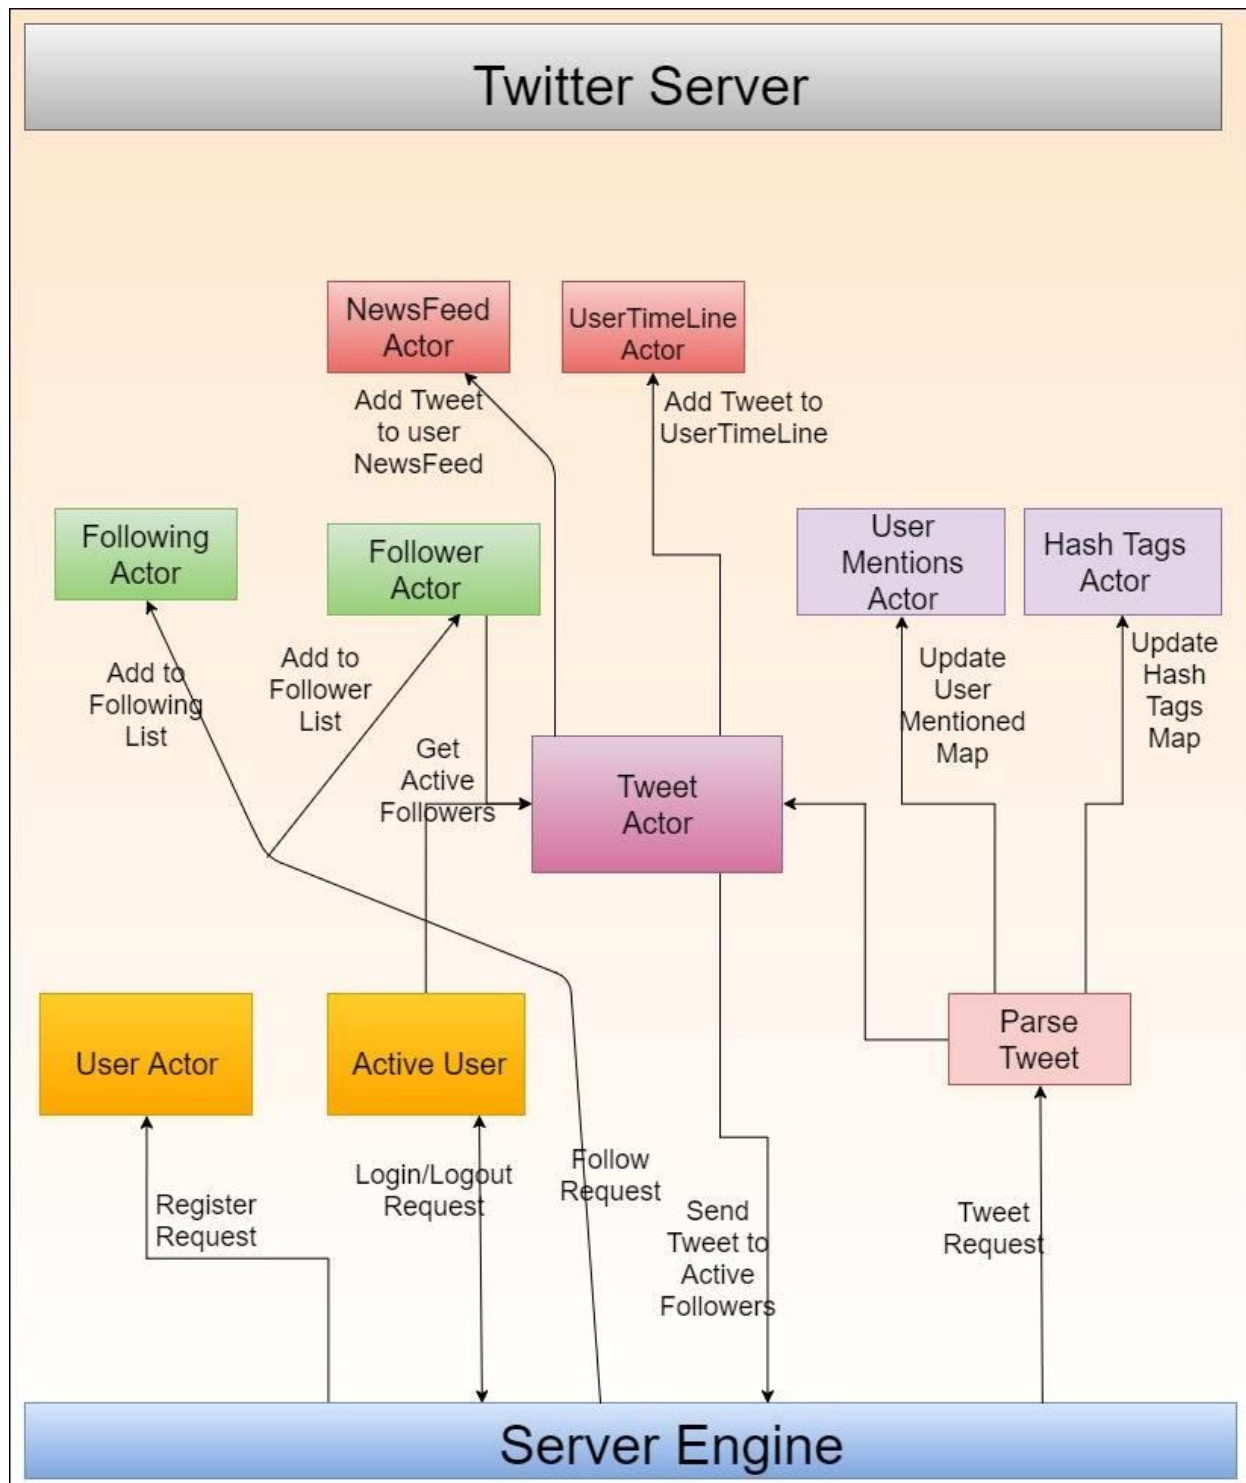 Twitter Server
NewsFeed
Actor
UserTimeLine
Actor
Add Tweet
to user
NewsFeed
Add Tweet to
UserTimeLine
Following
Actor
Follower
Actor
User
Mentions
Actor
Hash Tags
Actor
Add to
Following
List
Add to
Follower
List
Update
User
Mentioned
Map
Update
Hash
Tags
Map
Get
Active
Followers
Tweet
Actor
User Actor
Active User
Parse
Tweet
Register
Request
Login/Logout
Request
Follow
Request
Send
Tweet to
Active
Followers
Tweet
Request
Server Engine